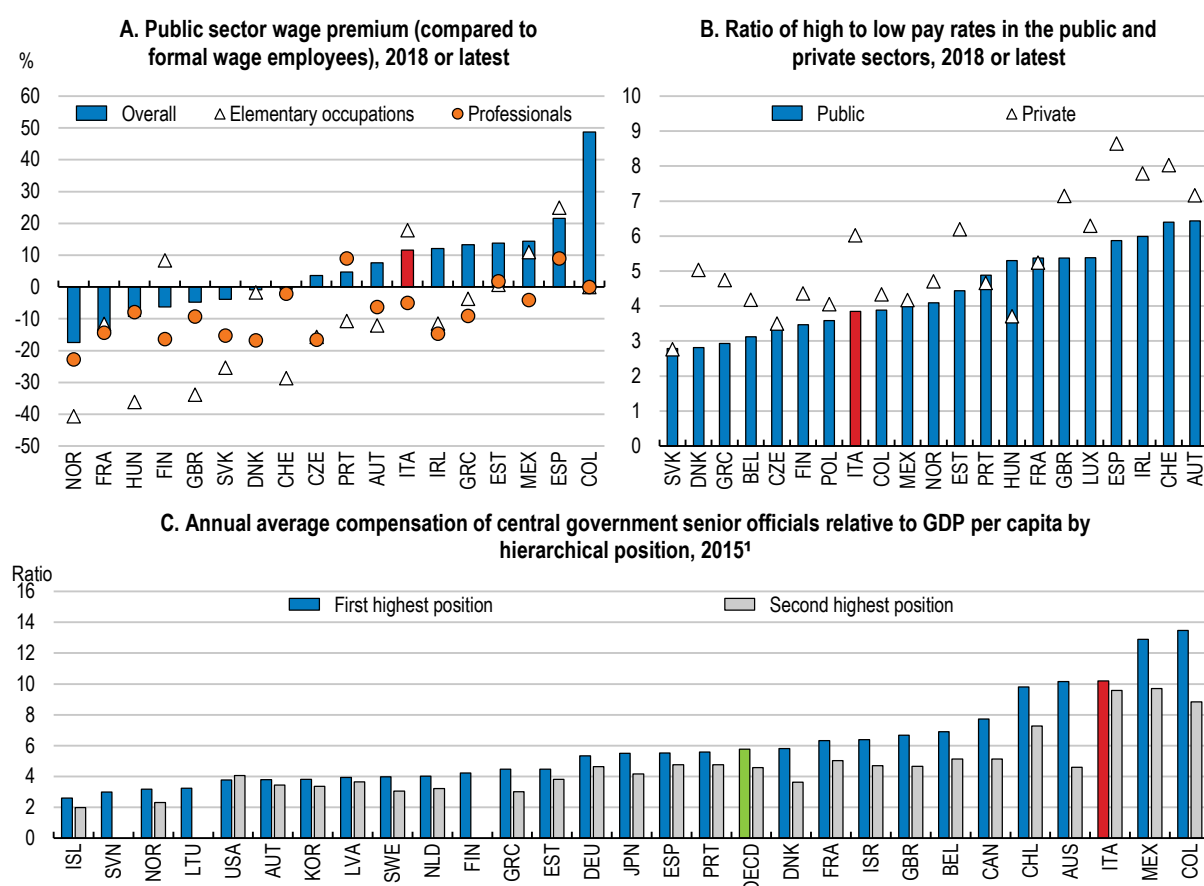 A. Public sector wage premium (compared to
formal wage employees), 2018 or latest
%
60
50
40
30
20
10
0
-10
-20
-30
-40
-50
Overall
Elementary occupations
Professionals
NOR
FRA
HUN
FIN
GBR
SVK
DNK
CHE
CZE
PRT
AUT
ITA
IRL
GRC
EST
MEX
ESP
COL
B. Ratio of high to low pay rates in the public and
private sectors, 2018 or latest
10
9
8
7
6
5
4
3
2
1
0
Public
Private
SVK
DNK
GRC
BEL
CZE
FIN
POL
ITA
COL
MEX
NOR
EST
PRT
HUN
FRA
GBR
LUX
ESP
IRL
CHE
AUT
C. Annual average compensation of central government senior officials relative to GDP per capita by
hierarchical position, 2015¹
Ratio
16
14
12
10
8
6
4
2
0
First highest position
Second highest position
ISL
SVN
NOR
LTU
USA
AUT
KOR
LVA
SWE
NLD
FIN
GRC
EST
DEU
JPN
ESP
PRT
OECD
DNK
FRA
ISR
GBR
BEL
CAN
CHL
AUS
ITA
MEX
COL